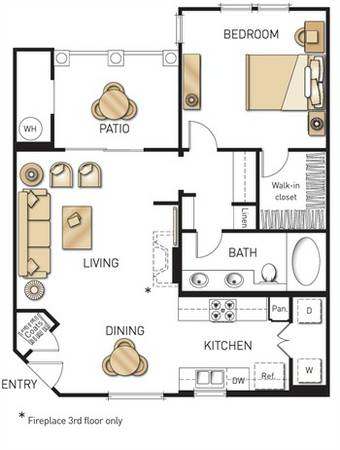 BEDROOM
WH
PATIO
Walk-in
closet
Linen
BATH
LIVING
*
Pan.
D
Coats
DINING
KITCHEN
W
DW
Ref.
ENTRY
* Fireplace 3rd floor only